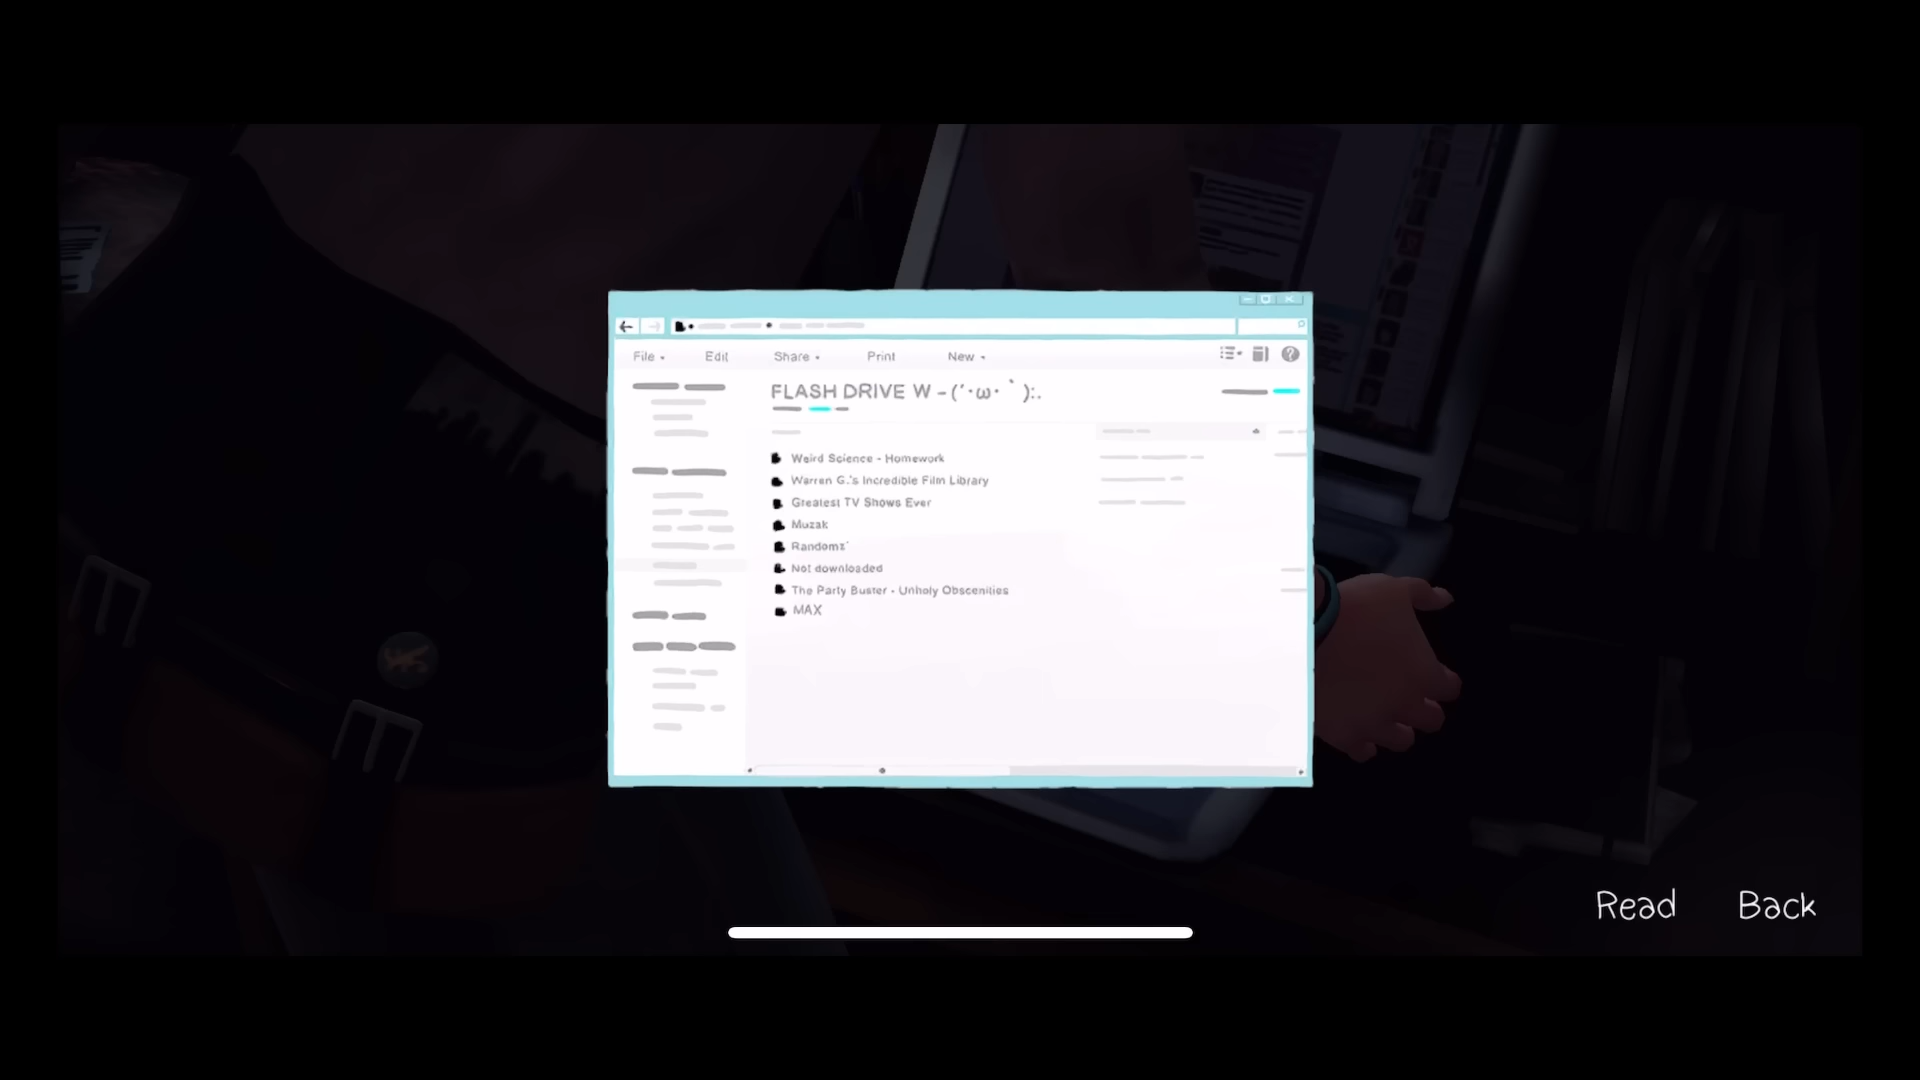 File Edit Share Print New
FLASH DRIVE W - (´･ω･｀):.
Weird Science - Homework
Warren G.'s Incredible Film Library
Greatest TV Shows Ever
Muzak
Randomz'
Not downloaded
The Party Buster - Unholy Obscenities
MAX
Read Back